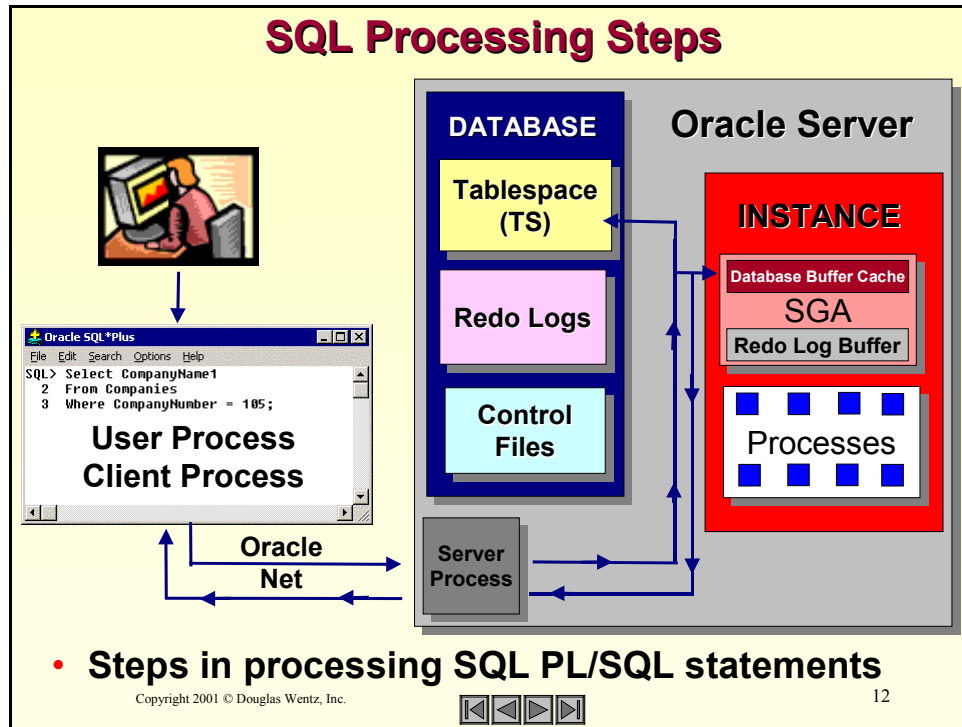 SQL Processing Steps
DATABASE
Oracle Server
Tablespace
(TS)
INSTANCE
Database Buffer Cache
SGA
Redo Log Buffer
Redo Logs
Oracle SQL*Plus
File Edit Search Options Help
SQL> Select CompanyName1
2 From Companies
3 Where CompanyNumber = 105;
User Process
Client Process
Control
Files
Processes
Oracle
Net
Server
Process
• Steps in processing SQL PL/SQL statements
Copyright 2001 © Douglas Wentz, Inc.
12